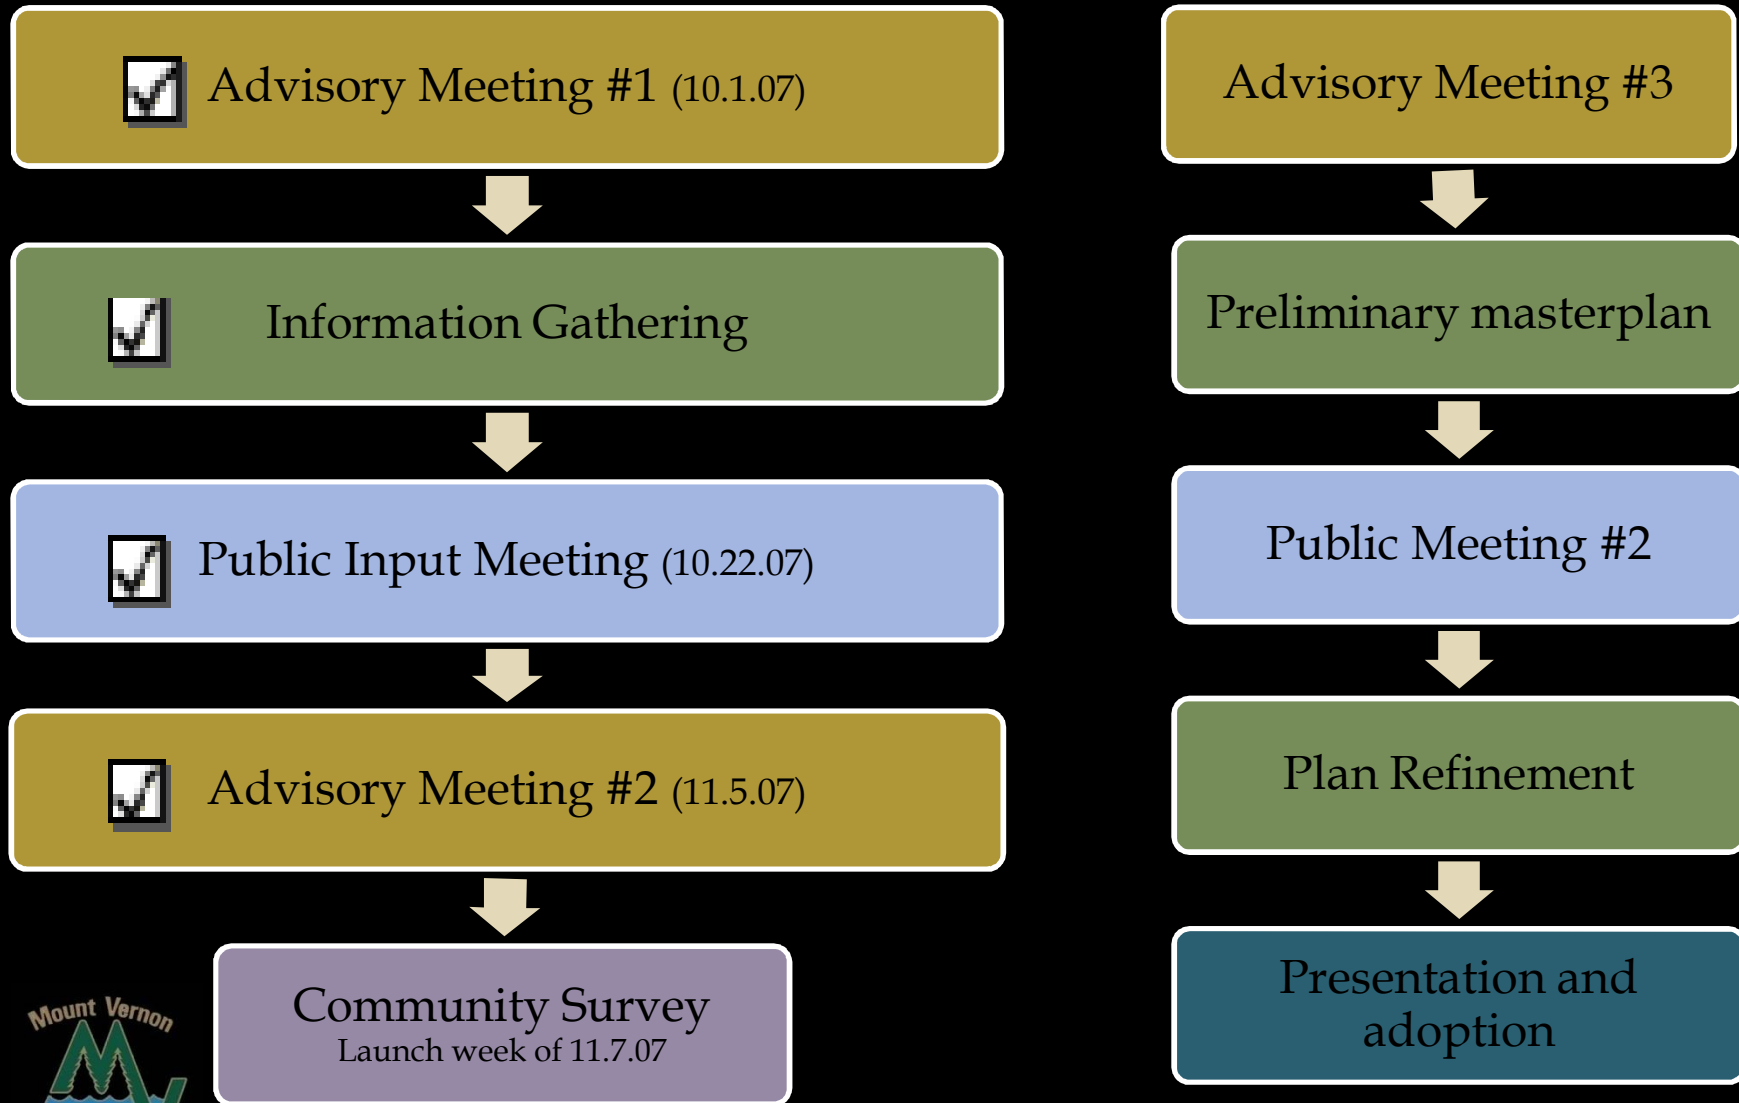 Advisory Meeting #1 (10.1.07)
Information Gathering
Public Input Meeting (10.22.07)
Advisory Meeting #2 (11.5.07)
Community Survey
Launch week of 11.7.07
Mount Vernon
MV
Advisory Meeting #3
Preliminary masterplan
Public Meeting #2
Plan Refinement
Presentation and
adoption